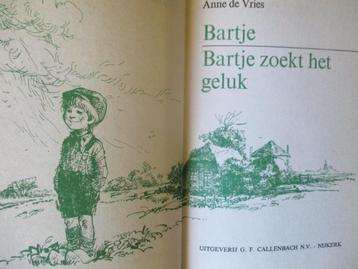 Anne de Vries
Bartje
Bartje zoekt het
geluk
UITGEVERIJ G. F. CALLENBACH N.V. - NIJKERK